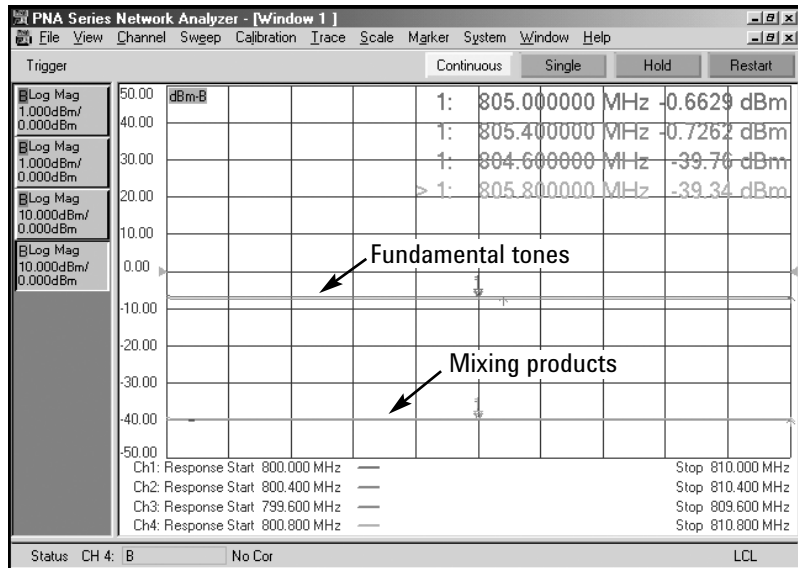 PNA Series Network Analyzer - [Window 1 ]
File View Channel Sweep Calibration Trace Scale Marker System Window Help
Trigger Continuous Single Hold Restart
BLog Mag
1.000dBm/
0.000dBm
BLog Mag
1.000dBm/
0.000dBm
BLog Mag
10.000dBm/
0.000dBm
BLog Mag
10.000dBm/
0.000dBm
50.00 dBm-B
40.00
30.00
20.00
10.00
0.00
-10.00
-20.00
-30.00
-40.00
-50.00
1: 805.000000 MHz -0.6629 dBm
1: 805.400000 MHz -0.7262 dBm
1: 804.600000 MHz -39.76 dBm
> 1: 805.800000 MHz -39.34 dBm
Fundamental tones
Mixing products
Ch1: Response Start 800.000 MHz Stop 810.000 MHz
Ch2: Response Start 800.400 MHz Stop 810.400 MHz
Ch3: Response Start 799.600 MHz Stop 809.600 MHz
Ch4: Response Start 800.800 MHz Stop 810.800 MHz
Status CH 4: B No Cor LCL